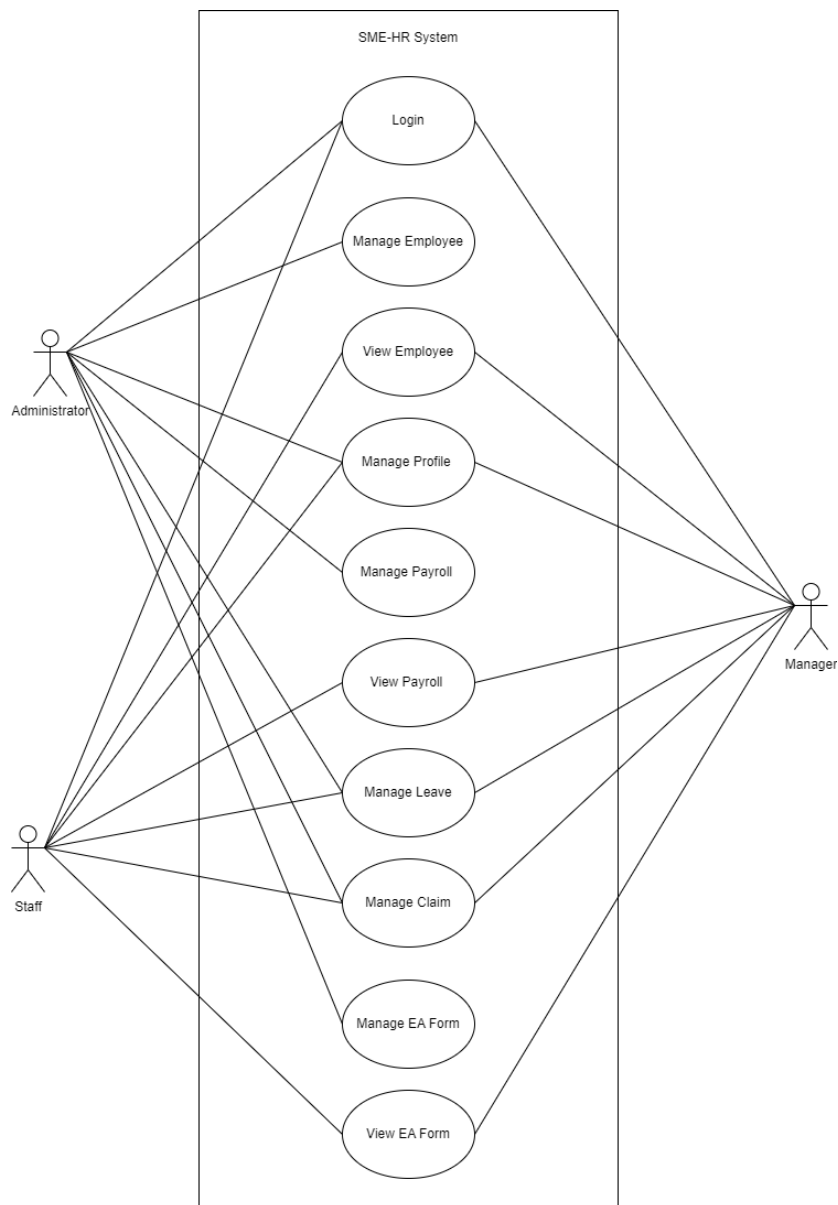 SME-HR System
Login
Manage Employee
View Employee
Administrator
Manage Profile
Manage Payroll
Manager
View Payroll
Manage Leave
Staff
Manage Claim
Manage EA Form
View EA Form